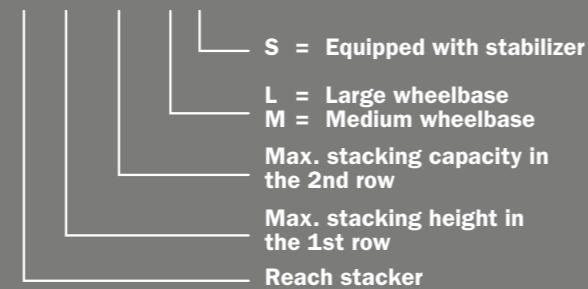 S = Equipped with stabilizer
L = Large wheelbase
M = Medium wheelbase
Max. stacking capacity in
the 2nd row
Max. stacking height in
the 1st row
Reach stacker